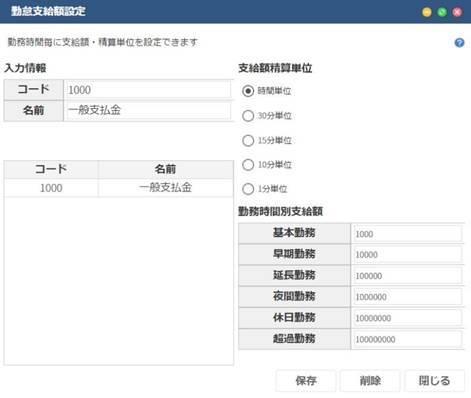 勤怠支給額設定
勤務時間毎に支給額・精算単位を設定できます
?
入力情報
コード 1000
名前 一般支払金
コード 名前
1000 一般支払金
支給額精算単位
時間単位
30分単位
15分単位
10分単位
1分単位
勤務時間別支給額
基本勤務 1000
早期勤務 10000
延長勤務 100000
夜間勤務 1000000
休日勤務 10000000
超過勤務 100000000
保存 削除 閉じる